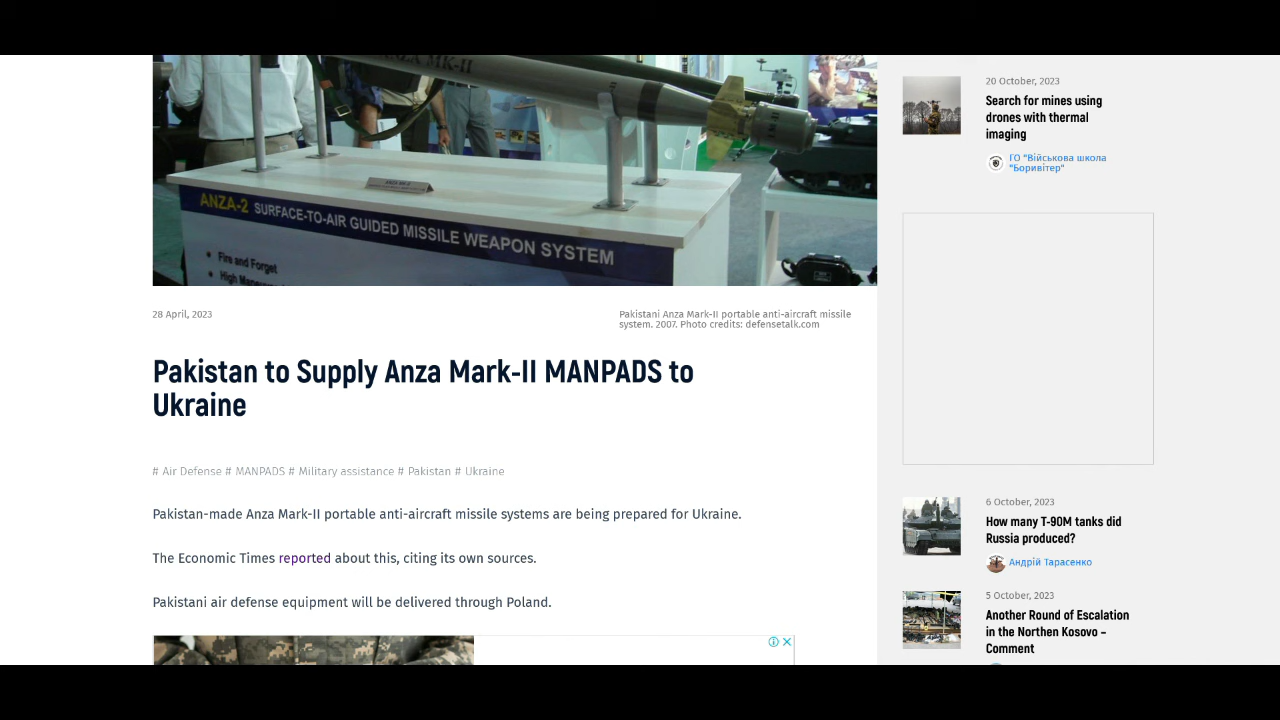 ANZA MK-II
ANZA MK-II
ANZA-2 SURFACE-TO-AIR GUIDED MISSILE WEAPON SYSTEM
• Fire and Forget
• High
28 April, 2023
Pakistani Anza Mark-II portable anti-aircraft missile
system. 2007. Photo credits: defensetalk.com
Pakistan to Supply Anza Mark-II MANPADS to
Ukraine
# Air Defense # MANPADS # Military assistance # Pakistan # Ukraine
Pakistan-made Anza Mark-II portable anti-aircraft missile systems are being prepared for Ukraine.
The Economic Times reported about this, citing its own sources.
Pakistani air defense equipment will be delivered through Poland.
20 October, 2023
Search for mines using
drones with thermal
imaging
ГО "Військова школа
"Боривітер"
6 October, 2023
How many T-90M tanks did
Russia produced?
Андрій Тарасенко
5 October, 2023
Another Round of Escalation
in the Northen Kosovo –
Comment